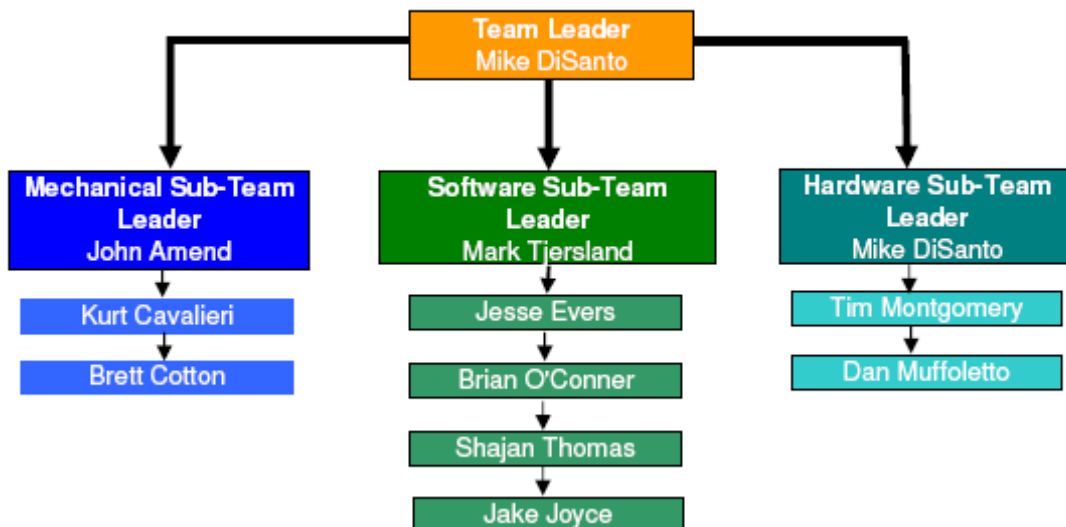 Team Leader
Mike DiSanto
Mechanical Sub-Team
Leader
John Amend
Kurt Cavalieri
Brett Cotton
Software Sub-Team
Leader
Mark Tjersland
Jesse Evers
Brian O'Conner
Shajan Thomas
Jake Joyce
Hardware Sub-Team
Leader
Mike DiSanto
Tim Montgomery
Dan Muffoletto